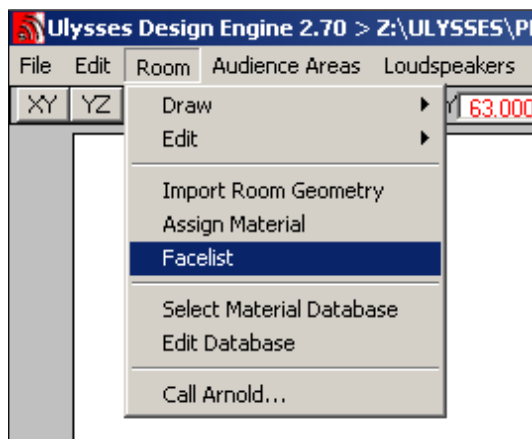 Ulysses Design Engine 2.70 > Z:\ULYSSES\P
File Edit Room Audience Areas Loudspeakers
XY YZ Y 63.000
Draw
Edit
Import Room Geometry
Assign Material
Facelist
Select Material Database
Edit Database
Call Arnold...